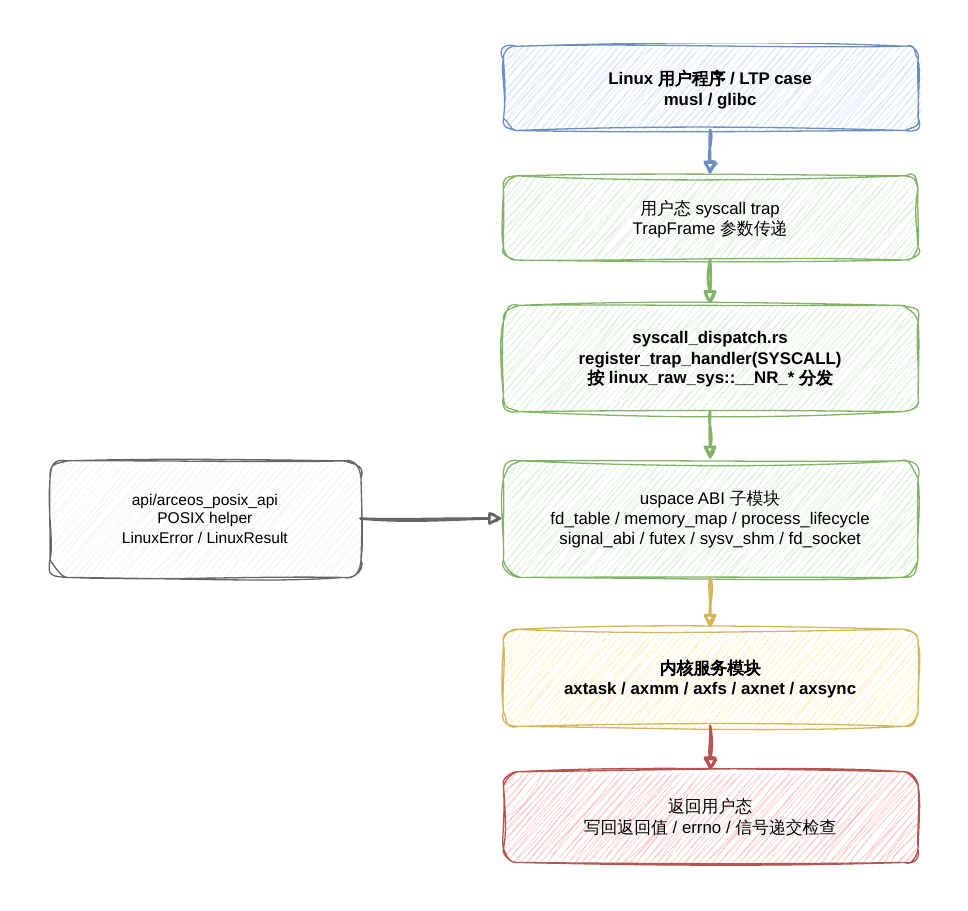 Linux 用户程序 / LTP case
musl / glibc
用户态 syscall trap
TrapFrame 参数传递
syscall_dispatch.rs
register_trap_handler(SYSCALL)
按 linux_raw_sys::__NR_* 分发
api/arceos_posix_api
POSIX helper
LinuxError / LinuxResult
uspace ABI 子模块
fd_table / memory_map / process_lifecycle
signal_abi / futex / sysv_shm / fd_socket
内核服务模块
axtask / axmm / axfs / axnet / axsync
返回用户态
写回返回值 / errno / 信号递交检查